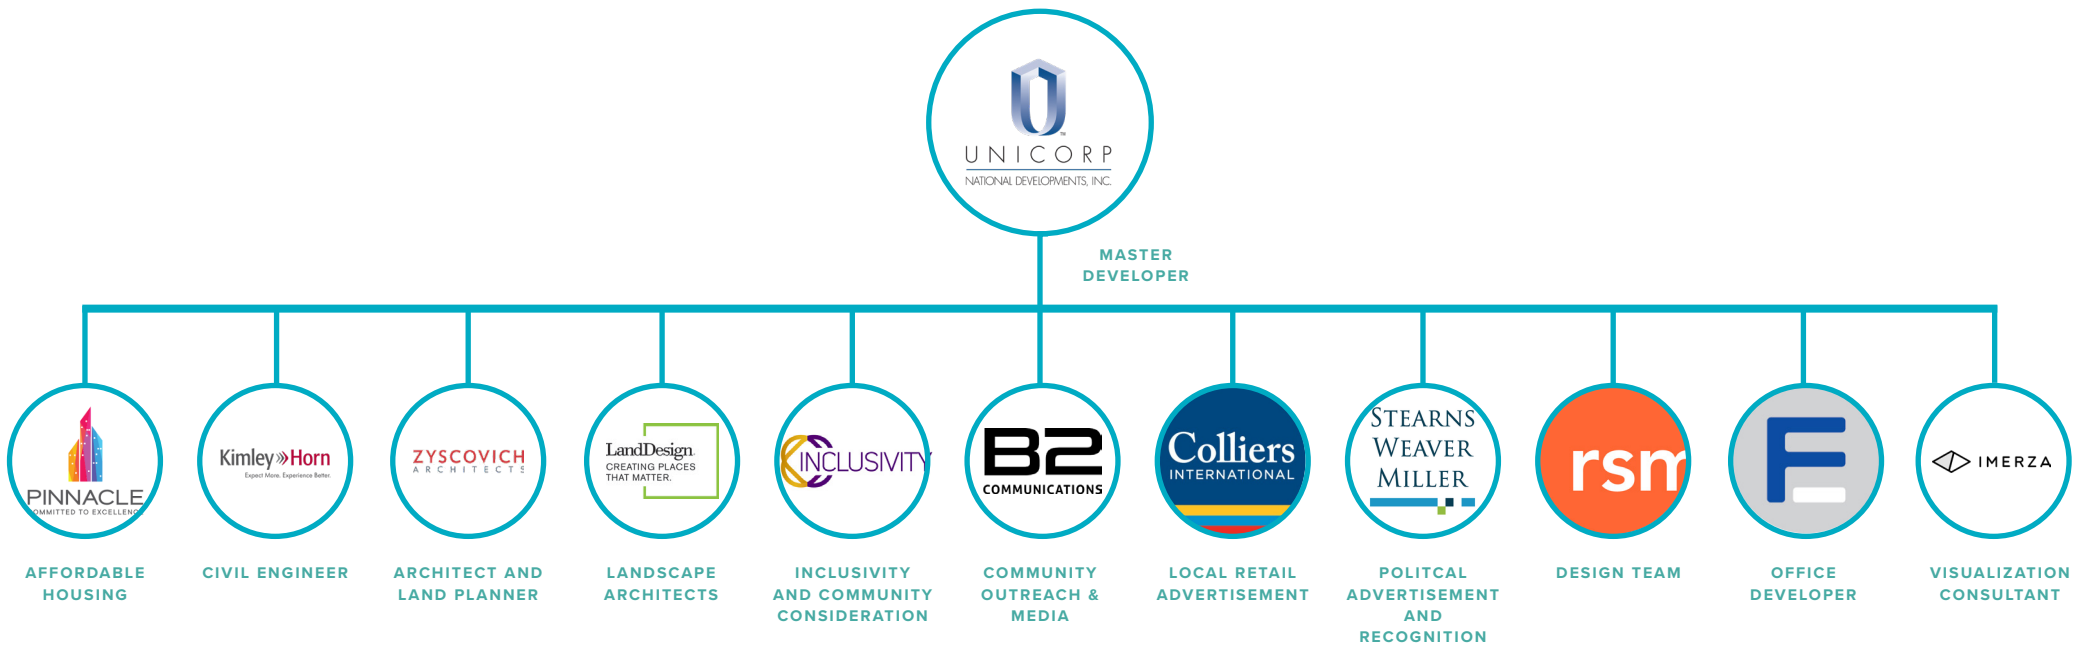 UNICORP
NATIONAL DEVELOPMENTS, INC.
MASTER
DEVELOPER
PINNACLE
OMMITTED TO EXCELLENC
Kimley»Horn
Expect More. Experience Better.
ZYSCOVICH
ARCHITECTS
LandDesign.
CREATING PLACES
THAT MATTER.
INCLUSIVITY
B2
COMMUNICATIONS
Colliers
INTERNATIONAL
STEARNS
WEAVER
MILLER
rsm
IMERZA
AFFORDABLE
HOUSING
CIVIL ENGINEER
ARCHITECT AND
LAND PLANNER
LANDSCAPE
ARCHITECTS
INCLUSIVITY
AND COMMUNITY
CONSIDERATION
COMMUNITY
OUTREACH &
MEDIA
LOCAL RETAIL
ADVERTISEMENT
POLITCAL
ADVERTISEMENT
AND
RECOGNITION
DESIGN TEAM
OFFICE
DEVELOPER
VISUALIZATION
CONSULTANT